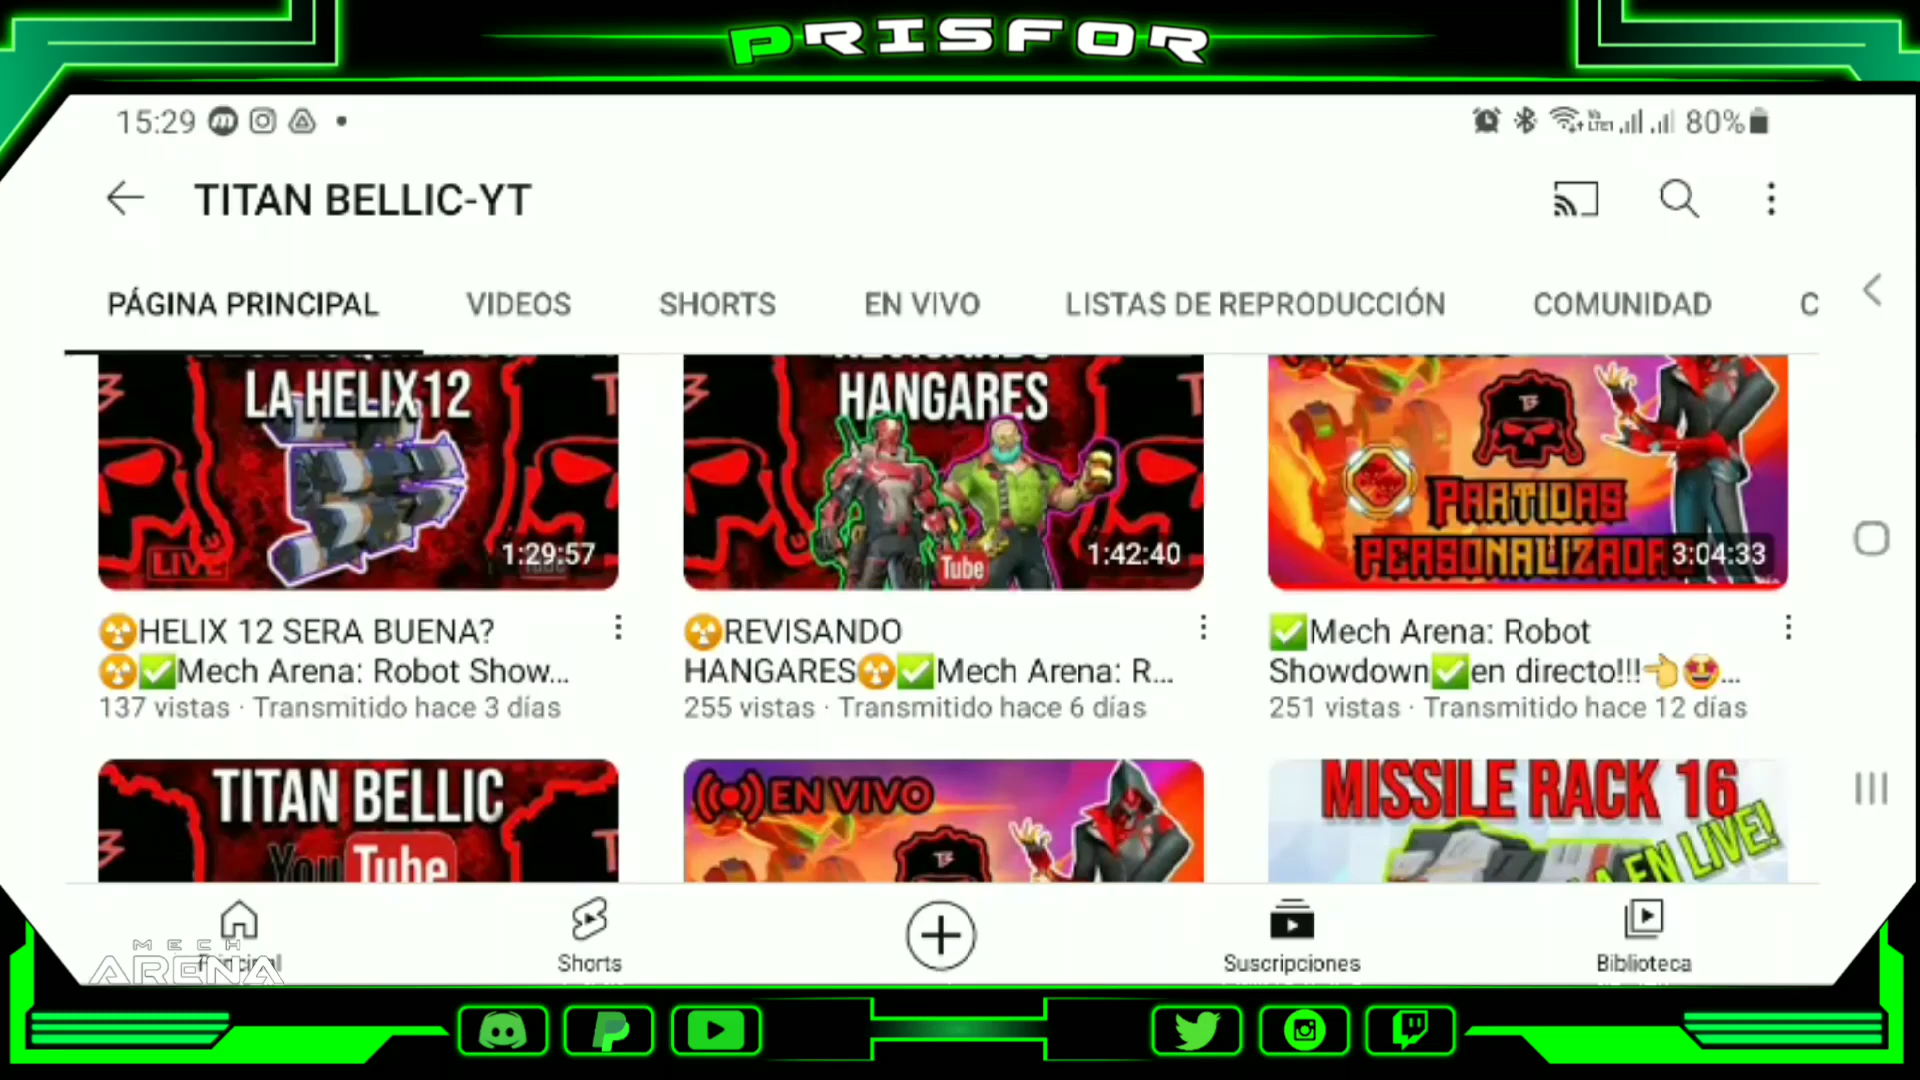 PRISFOR
15:29
80%
TITAN BELLIC-YT
PÁGINA PRINCIPAL
VIDEOS
SHORTS
EN VIVO
LISTAS DE REPRODUCCIÓN
COMUNIDAD
C
LA HELIX 12
LIVE
1:29:57
HANGARES
Tube
1:42:40
PARTIDAS
3:04:33
☢HELIX 12 SERA BUENA?
☢✅Mech Arena: Robot Show...
137 vistas · Transmitido hace 3 días
☢REVISANDO
HANGARES☢✅Mech Arena: R...
255 vistas · Transmitido hace 6 días
✅Mech Arena: Robot
Showdown✅en directo!!!👈🤩...
251 vistas · Transmitido hace 12 días
TITAN BELLIC
YouTube
EN VIVO
MISSILE RACK 16
EN LIVE!
MECH
ARENA
Principal
Shorts
Suscripciones
Biblioteca